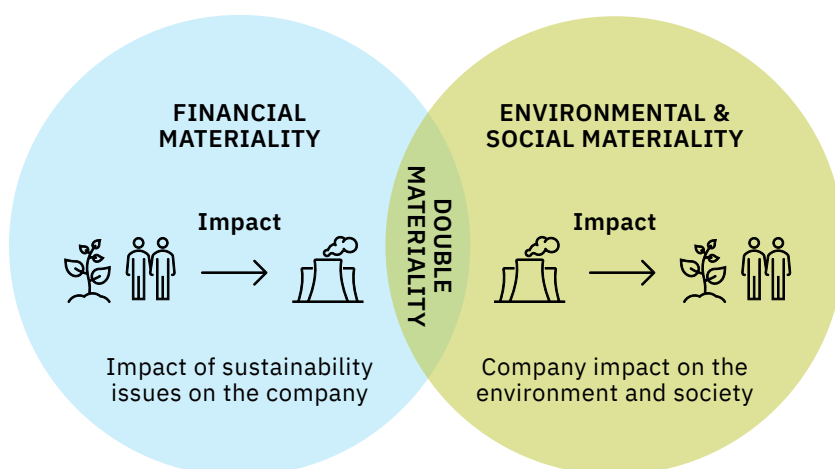 FINANCIAL
MATERIALITY
Impact
Impact of sustainability
issues on the company
DOUBLE
MATERIALITY
ENVIRONMENTAL &
SOCIAL MATERIALITY
Impact
Company impact on the
environment and society